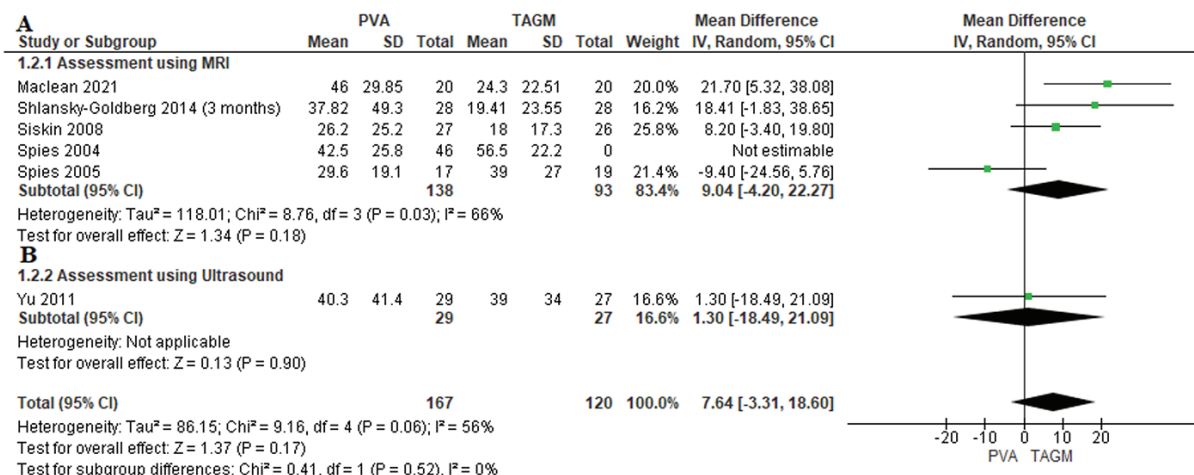 A PVA TAGM Mean Difference Mean Difference
Study or Subgroup Mean SD Total Mean SD Total Weight IV, Random, 95% CI IV, Random, 95% CI
1.2.1 Assessment using MRI
Maclean 2021 46 29.85 20 24.3 22.51 20 20.0% 21.70 [5.32, 38.08]
Shlansky-Goldberg 2014 (3 months) 37.82 49.3 28 19.41 23.55 28 16.2% 18.41 [-1.83, 38.65]
Siskin 2008 26.2 25.2 27 18 17.3 26 25.8% 8.20 [-3.40, 19.80]
Spies 2004 42.5 25.8 46 56.5 22.2 0 Not estimable
Spies 2005 29.6 19.1 17 39 27 19 21.4% -9.40 [-24.56, 5.76]
Subtotal (95% CI) 138 93 83.4% 9.04 [-4.20, 22.27]
Heterogeneity: Tau² = 118.01; Chi² = 8.76, df = 3 (P = 0.03); I² = 66%
Test for overall effect: Z = 1.34 (P = 0.18)
B
1.2.2 Assessment using Ultrasound
Yu 2011 40.3 41.4 29 39 34 27 16.6% 1.30 [-18.49, 21.09]
Subtotal (95% CI) 29 27 16.6% 1.30 [-18.49, 21.09]
Heterogeneity: Not applicable
Test for overall effect: Z = 0.13 (P = 0.90)
Total (95% CI) 167 120 100.0% 7.64 [-3.31, 18.60]
Heterogeneity: Tau² = 86.15; Chi² = 9.16, df = 4 (P = 0.06); I² = 56%
Test for overall effect: Z = 1.37 (P = 0.17)
Test for subgroup differences: Chi² = 0.41, df = 1 (P = 0.52), I² = 0%
-20 -10 0 10 20
PVA TAGM